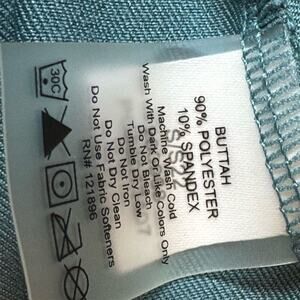 BUTTAH
90% POLYESTER
10% SPANDEX
Machine Wash Cold
Wash With Dark Or Like Colors Only
Do Not Bleach
Tumble Dry Low
Do Not Iron
Do Not Dry Clean
Do Not Use Fabric Softeners
RN# 121896
30C